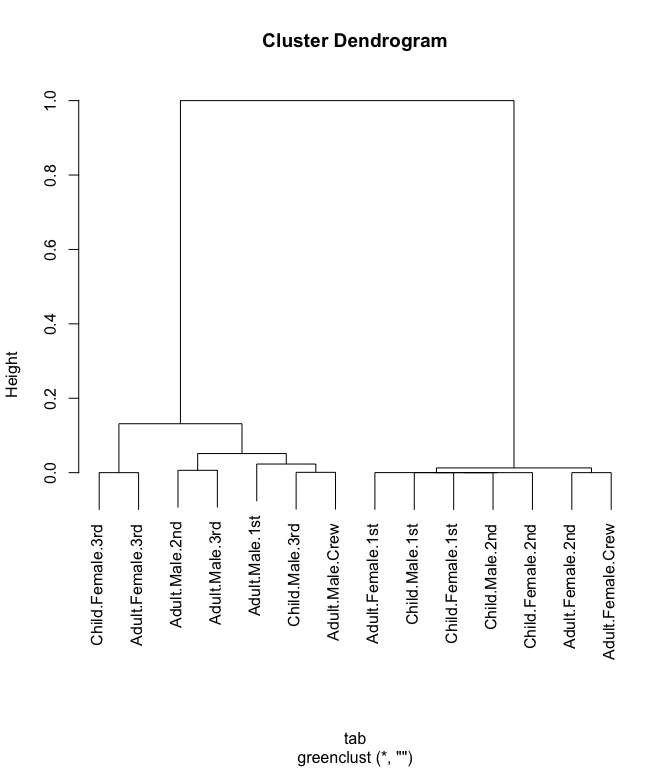 Cluster Dendrogram
Height
1.0
0.8
0.6
0.4
0.2
0.0
Child.Female.3rd
Adult.Female.3rd
Adult.Male.2nd
Adult.Male.3rd
Adult.Male.1st
Child.Male.3rd
Adult.Male.Crew
Adult.Female.1st
Child.Male.1st
Child.Female.1st
Child.Male.2nd
Child.Female.2nd
Adult.Female.2nd
Adult.Female.Crew
tab
greenclust (*, "")